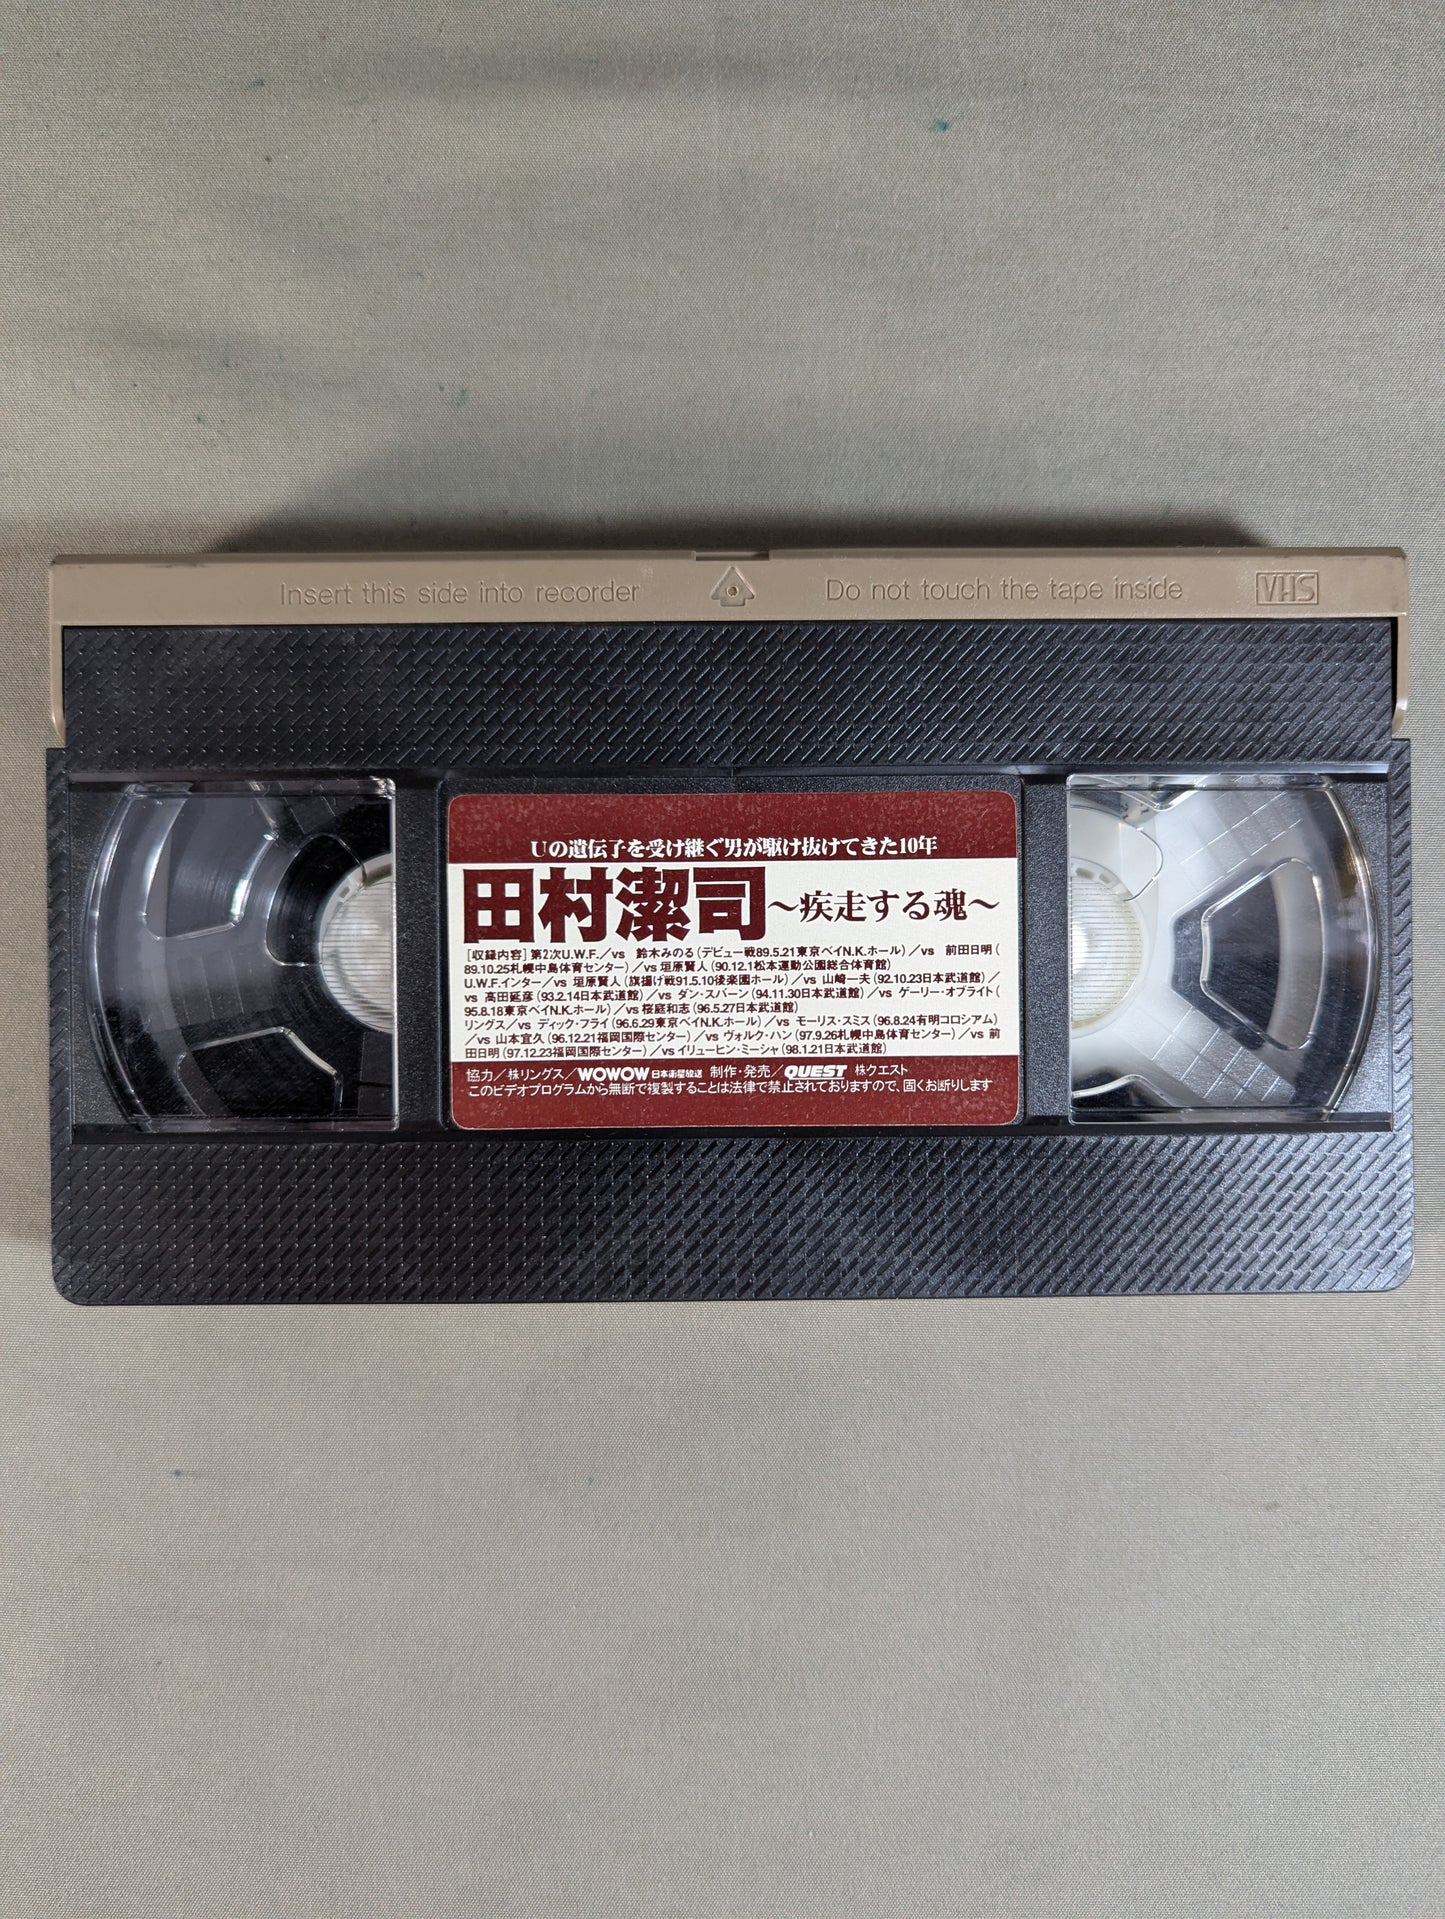 Insert this side into recorder
Do not touch the tape inside
VHS
Uの遺伝子を受け継ぐ男が駆け抜けてきた10年
田村潔司～疾走する魂～
[収録内容]第2次U.W.F.／vs 鈴木みのる（デビュー戦89.5.21東京ベイN.K.ホール）／vs 前田日明（
89.10.25札幌中島体育センター）／vs垣原賢人（90.12.1松本運動公園総合体育館）
U.W.F.インター／vs 垣原賢人（旗揚げ戦91.5.10後楽園ホール）／vs 山崎一夫（92.10.23日本武道館）／
vs 高田延彦（93.2.14日本武道館）／vs ダン・スバーン（94.11.30日本武道館）／vs ゲーリー・オブライト（
95.8.18東京ベイN.K.ホール）／vs桜庭和志（96.5.27日本武道館）
リングス／vs ディック・フライ（96.6.29東京ベイN.K.ホール）／vs モーリス・スミス（96.8.24有明コロシアム）
／vs 山本宜久（96.12.21福岡国際センター）／vs ヴォルク・ハン（97.9.26札幌中島体育センター）／vs 前
田日明（97.12.23福岡国際センター）／vsイリューヒン・ミーシャ（98.1.21日本武道館）
協力／株リングス／WOWOW日本衛星放送 制作・発売／QUEST 株クエスト
このビデオプログラムから無断で複製することは法律で禁止されておりますので、固くお断りします